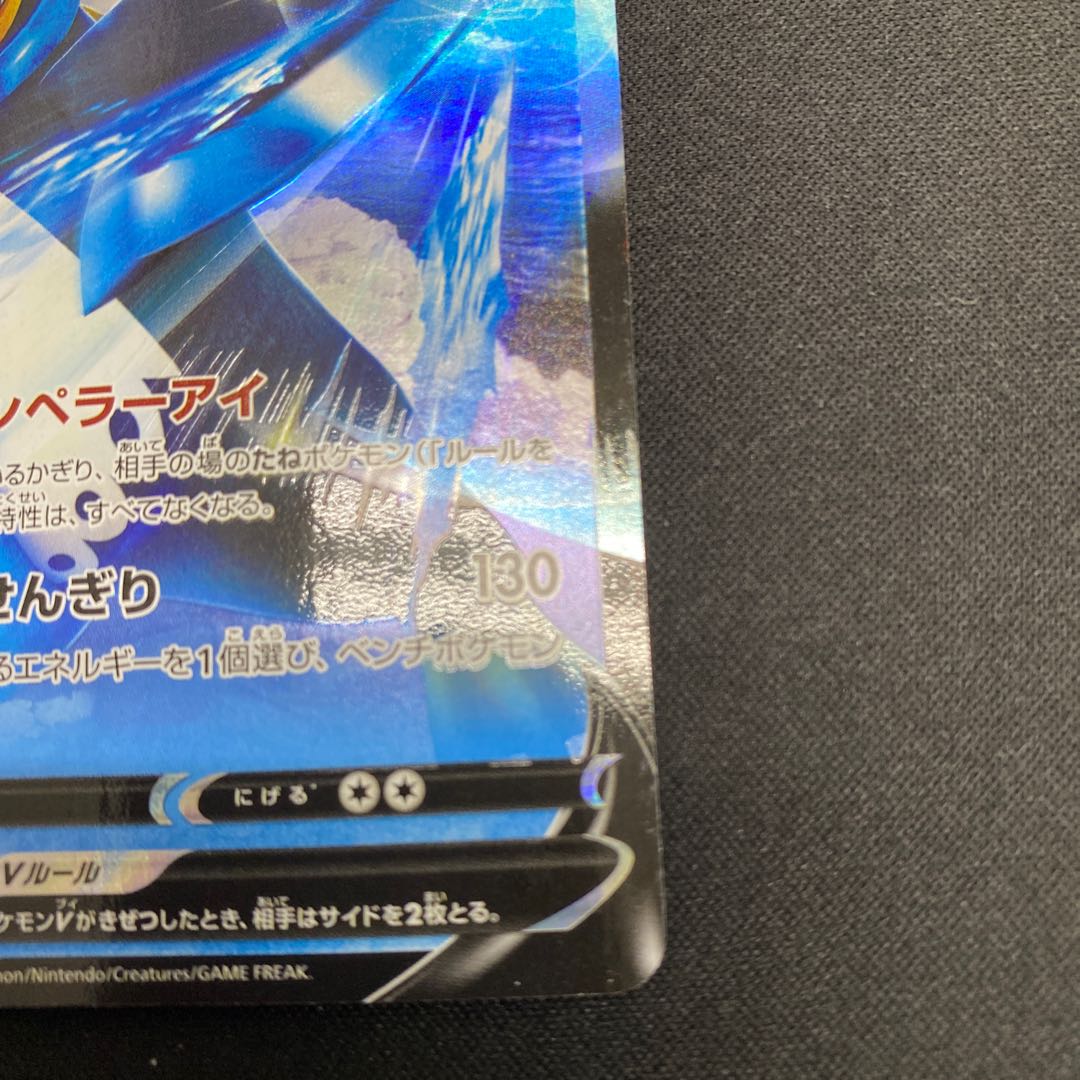 ンペラーアイ
いるかぎり、相手の場のたねポケモン(「ルールを
特性は、すべてなくなる。
せんぎり 130
るエネルギーを1個選び、ベンチポケモン
にげる
Vルール
ケモンVがきぜつしたとき、相手はサイドを2枚とる。
mon/Nintendo/Creatures/GAME FREAK.